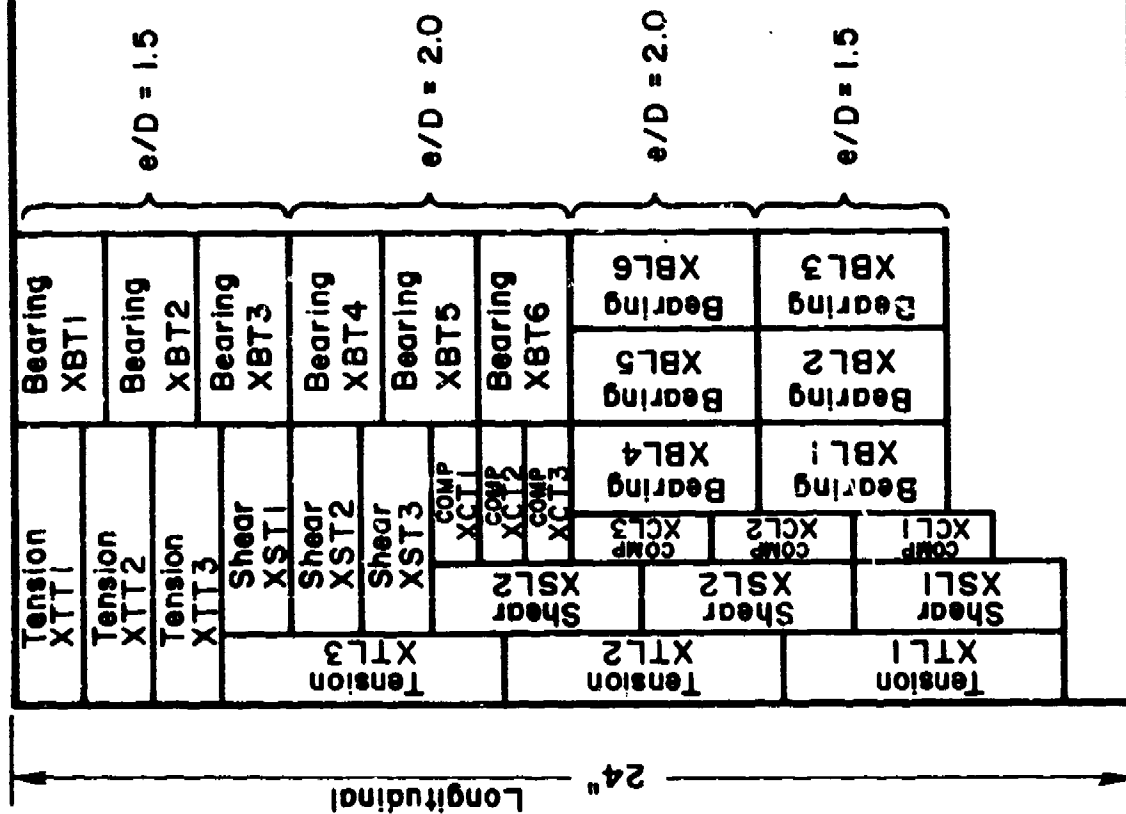 Bearing
XBT1
Bearing
XBT2
Bearing
XBT3
Bearing
XBT4
Bearing
XBT5
Bearing
XBT6
e/D = 1.5
e/D = 2.0
e/D = 2.0
e/D = 1.5
Tension
XTT1
Tension
XTT2
Tension
XTT3
Shear
XST1
Shear
XST2
Shear
XST3
COMP
XCT1
COMP
XCT2
COMP
XCT3
Bearing
XBL6
Bearing
XBL5
Bearing
XBL4
Bearing
XBL3
Bearing
XBL2
Bearing
XBL1
COMP
XCL3
COMP
XCL2
COMP
XCL1
Shear
XSL2
Shear
XSL2
Shear
XSL1
Tension
XTL3
Tension
XTL2
Tension
XTL1
24"
Longitudinal